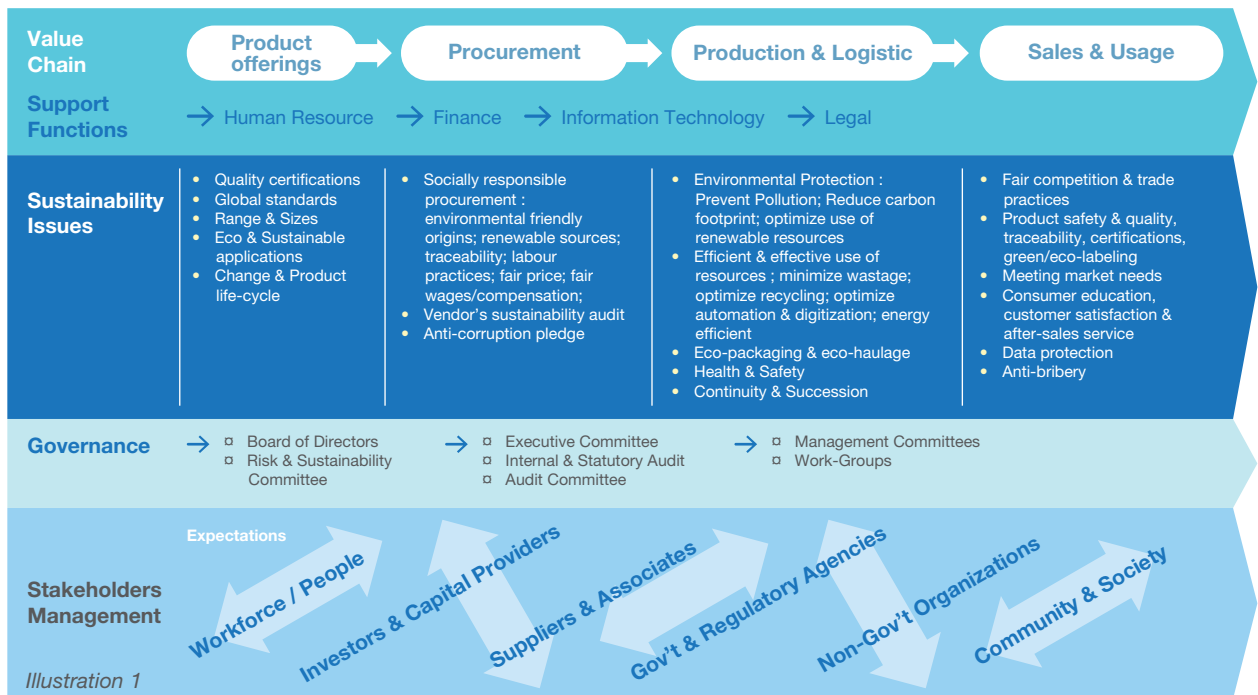 Value
Chain
Product
offerings
Procurement
Production & Logistic
Sales & Usage
Support
Functions
Human Resource
Finance
Information Technology
Legal
Sustainability
Issues
• Quality certifications
• Global standards
• Range & Sizes
• Eco & Sustainable
applications
• Change & Product
life-cycle
• Socially responsible
procurement :
environmental friendly
origins; renewable sources;
traceability; labour
practices; fair price; fair
wages/compensation;
• Vendor's sustainability audit
• Anti-corruption pledge
• Environmental Protection :
Prevent Pollution; Reduce carbon
footprint; optimize use of
renewable resources
• Efficient & effective use of
resources ; minimize wastage;
optimize recycling; optimize
automation & digitization; energy
efficient
• Eco-packaging & eco-haulage
• Health & Safety
• Continuity & Succession
• Fair competition & trade
practices
• Product safety & quality,
traceability, certifications,
green/eco-labeling
• Meeting market needs
• Consumer education,
customer satisfaction &
after-sales service
• Data protection
• Anti-bribery
Governance
¤ Board of Directors
¤ Risk & Sustainability
Committee
¤ Executive Committee
¤ Internal & Statutory Audit
¤ Audit Committee
¤ Management Committees
¤ Work-Groups
Stakeholders
Management
Expectations
Workforce / People
Investors & Capital Providers
Suppliers & Associates
Gov't & Regulatory Agencies
Non-Gov't Organizations
Community & Society
Illustration 1